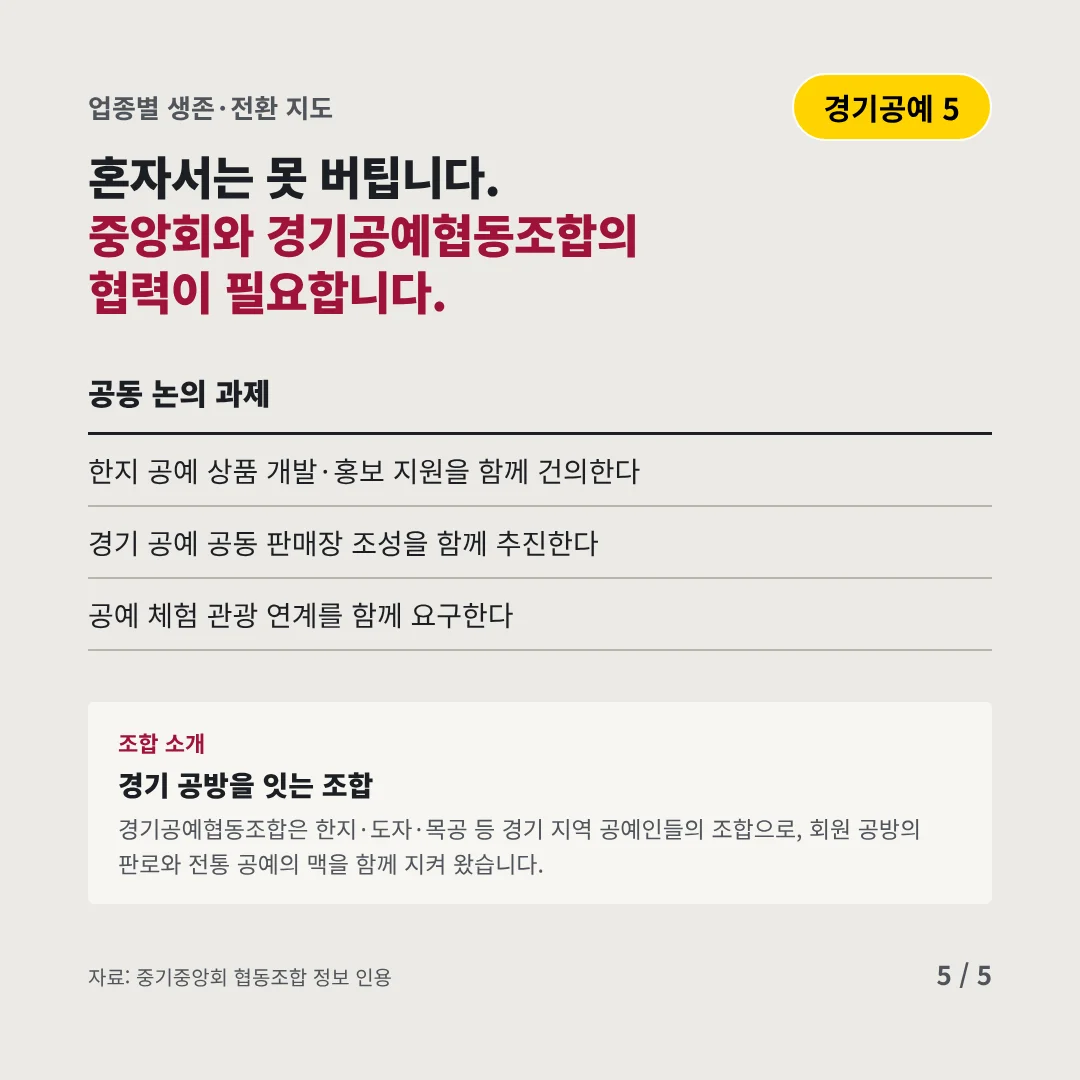 업종별 생존·전환 지도
경기공예 5
혼자서는 못 버팁니다.
중앙회와 경기공예협동조합의
협력이 필요합니다.
공동 논의 과제
한지 공예 상품 개발·홍보 지원을 함께 건의한다
경기 공예 공동 판매장 조성을 함께 추진한다
공예 체험 관광 연계를 함께 요구한다
조합 소개
경기 공방을 잇는 조합
경기공예협동조합은 한지·도자·목공 등 경기 지역 공예인들의 조합으로, 회원 공방의
판로와 전통 공예의 맥을 함께 지켜 왔습니다.
자료: 중기중앙회 협동조합 정보 인용
5 / 5